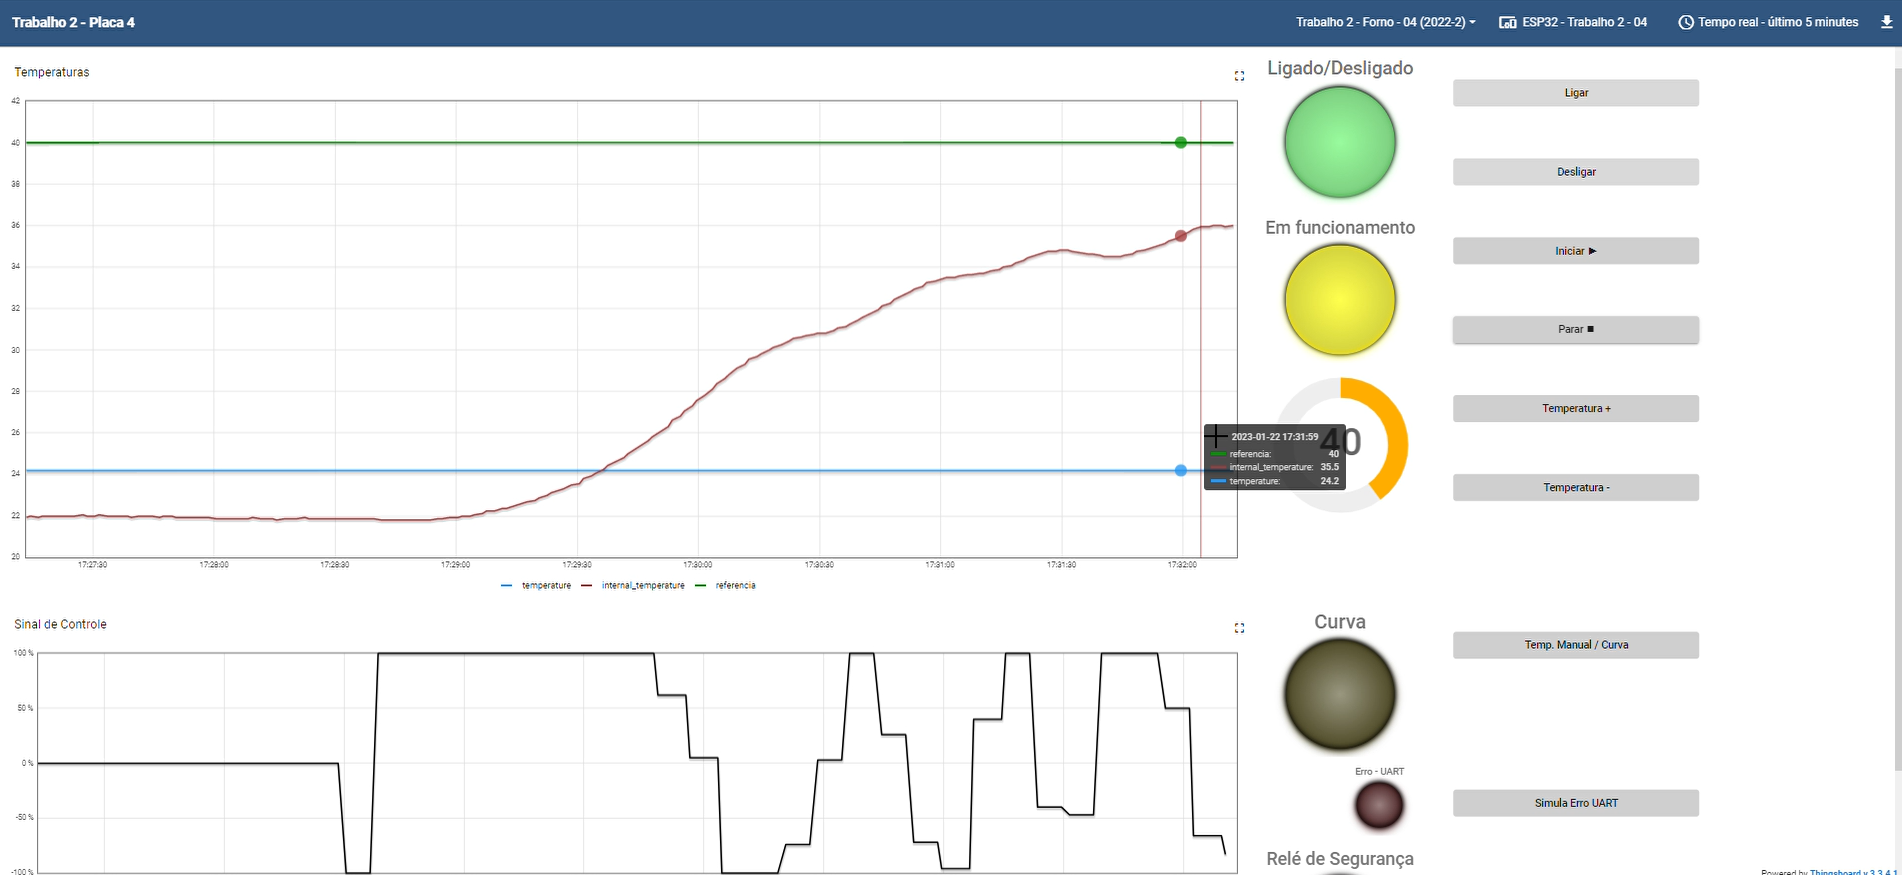 Trabalho 2 - Placa 4
Trabalho 2 - Forno - 04 (2022-2)
ESP32 - Trabalho 2 - 04
Tempo real - último 5 minutes
Temperaturas
42
40
38
36
34
32
30
28
26
24
22
20
17:27:30
17:28:00
17:28:30
17:29:00
17:29:30
17:30:00
17:30:30
17:31:00
17:31:30
17:32:00
temperature
internal_temperature
referencia
2023-01-22 17:31:59
referencia: 40
internal_temperature: 35.5
temperature: 24.2
Sinal de Controle
100 %
50 %
0 %
-50 %
-100 %
Ligado/Desligado
Em funcionamento
40
Curva
Erro - UART
Relé de Segurança
Ligar
Desligar
Iniciar ▶
Parar ■
Temperatura +
Temperatura -
Temp. Manual / Curva
Simula Erro UART
Powered by Thingsboard v.3.3.4.1